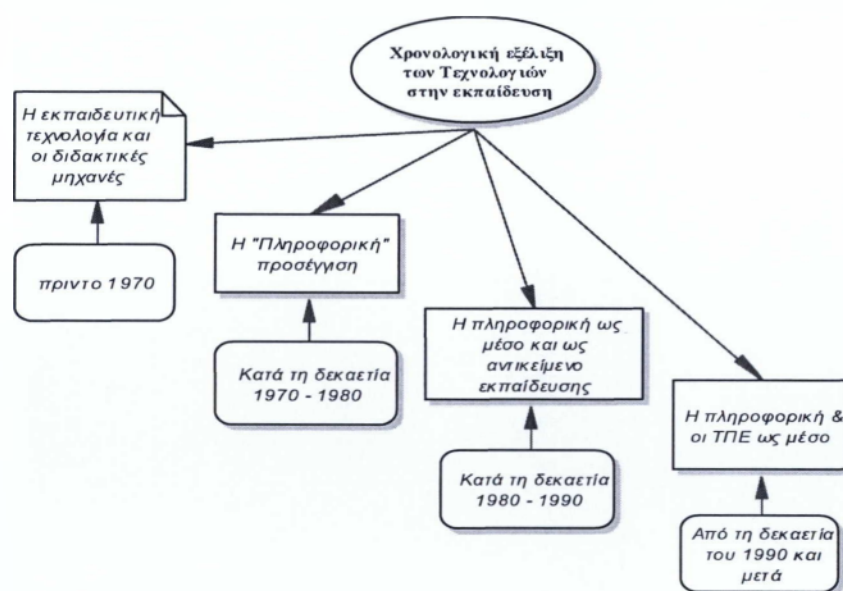 Χρονολογική εξέλιξη
των Τεχνολογιών
στην εκπαίδευση
Η εκπαιδευτική
τεχνολογία και
οι διδακτικές
μηχανές
πριντο 1970
Η "Πληροφορική"
προσέγγιση
Κατά τη δεκαετία
1970 - 1980
Η πληροφορική ως
μέσο και ως
αντικείμενο
εκπαίδευσης
Κατά τη δεκαετία
1980 - 1990
Η πληροφορική &
οι ΤΠΕ ως μέσο
Από τη δεκαετία
του 1990 και
μετά